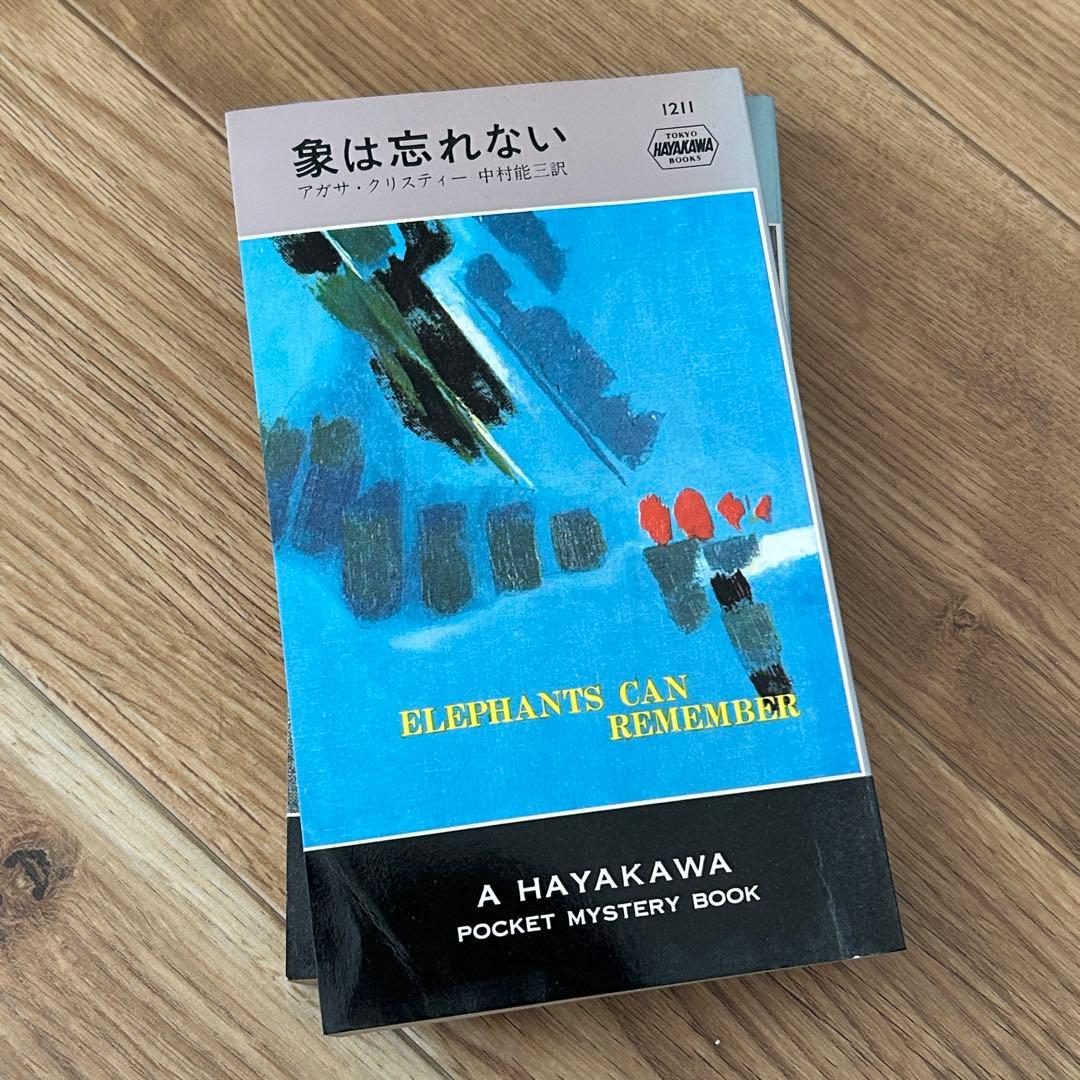 象は忘れない
アガサ・クリスティー 中村能三訳
1211
TOKYO
HAYAKAWA
BOOKS
ELEPHANTS CAN
REMEMBER
A HAYAKAWA
POCKET MYSTERY BOOK